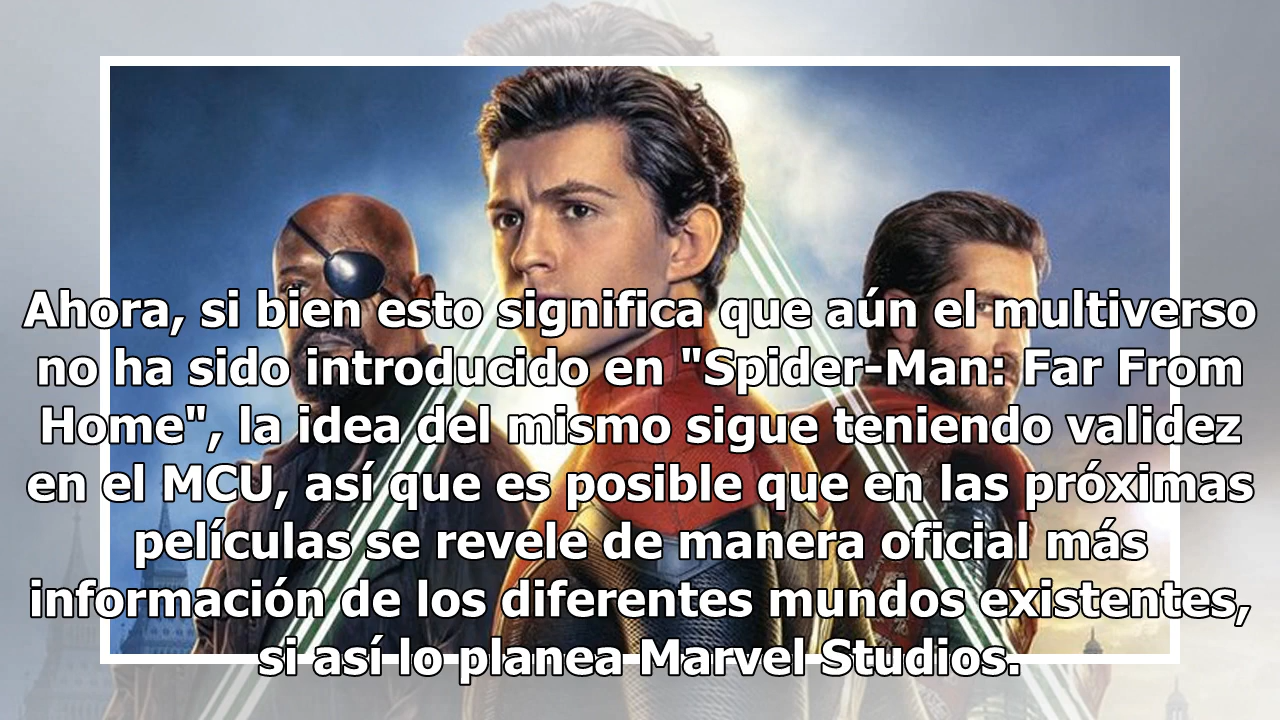 Ahora, si bien esto significa que aún el multiverso
no ha sido introducido en "Spider-Man: Far From
Home", la idea del mismo sigue teniendo validez
en el MCU, así que es posible que en las próximas
películas se revele de manera oficial más
información de los diferentes mundos existentes,
si así lo planea Marvel Studios.